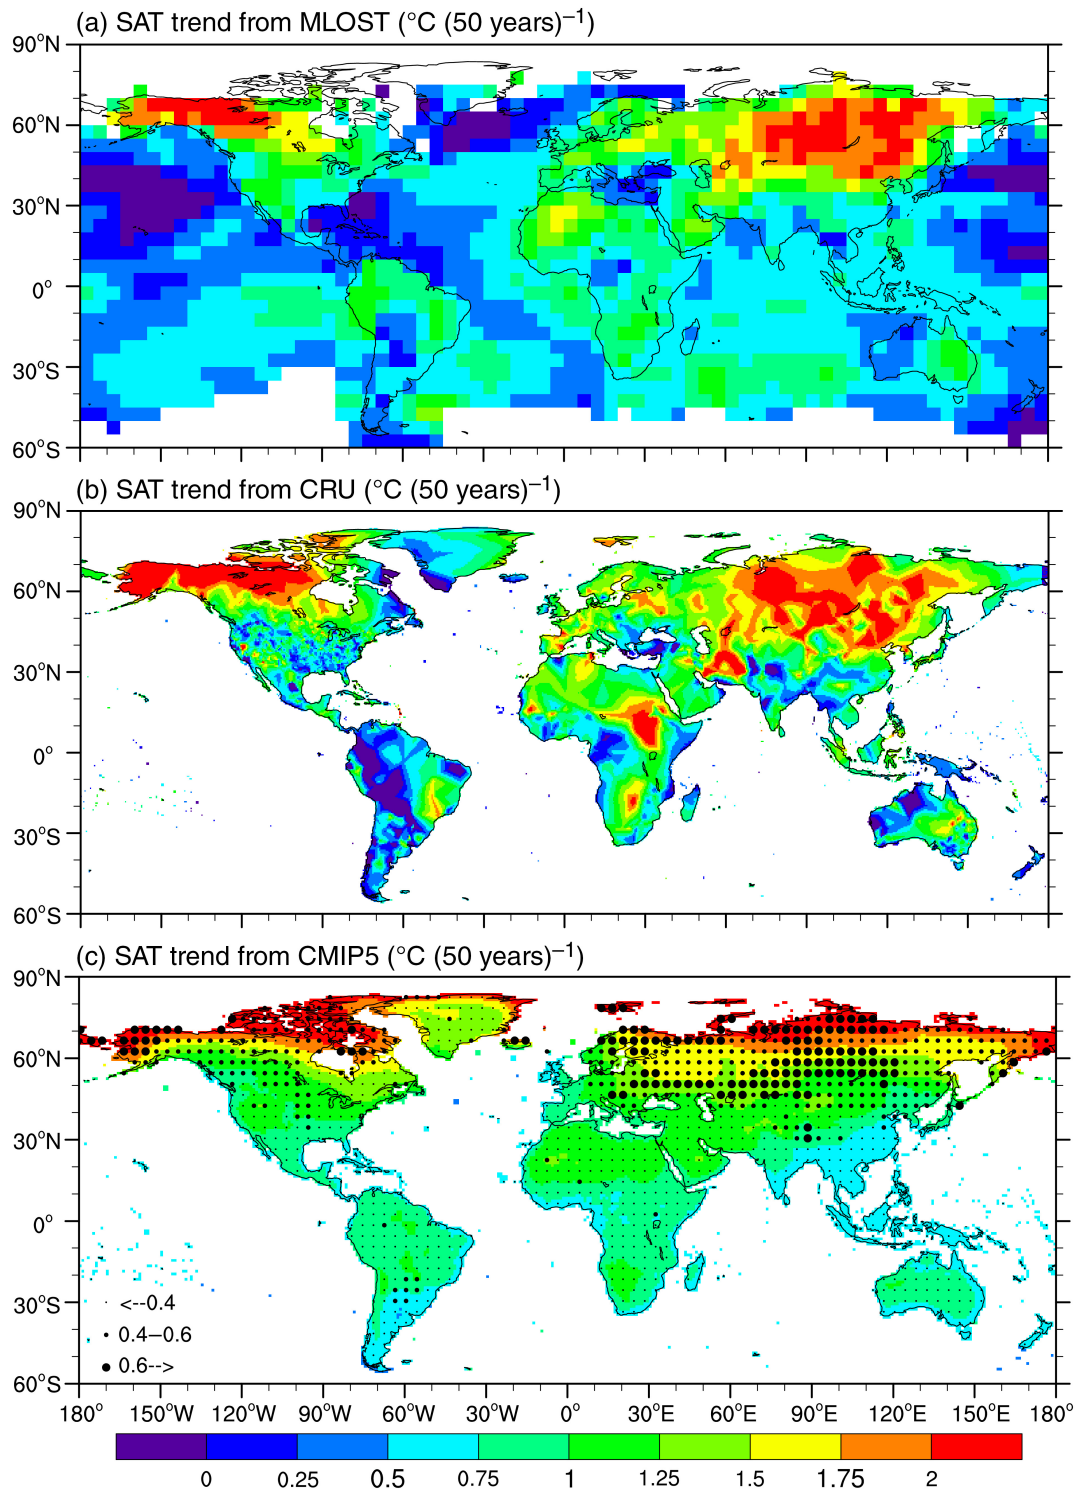 (a) SAT trend from MLOST (°C (50 years)−1)
90°N
60°N
30°N
0°
30°S
60°S
(b) SAT trend from CRU (°C (50 years)−1)
90°N
60°N
30°N
0°
30°S
60°S
(c) SAT trend from CMIP5 (°C (50 years)−1)
90°N
60°N
30°N
0°
30°S
60°S
<--0.4
0.4–0.6
0.6-->
180° 150°W 120°W 90°W 60°W 30°W 0° 30°E 60°E 90°E 120°E 150°E 180°
0 0.25 0.5 0.75 1 1.25 1.5 1.75 2